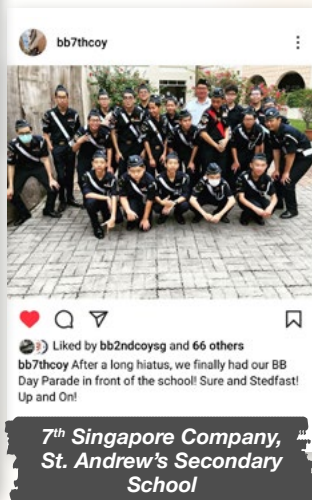 bb7thcoy
Liked by bb2ndcoysg and 66 others
bb7thcoy After a long hiatus, we finally had our BB
Day Parade in front of the school! Sure and Stedfast!
Up and On!
7th Singapore Company,
St. Andrew's Secondary
School